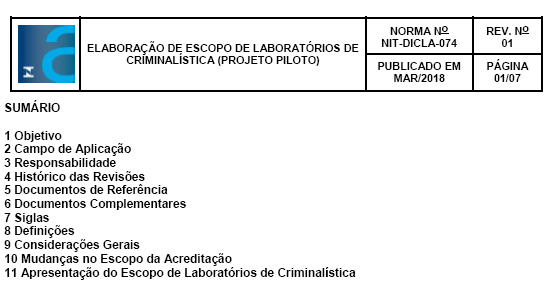 ELABORAÇÃO DE ESCOPO DE LABORATÓRIOS DE
CRIMINALÍSTICA (PROJETO PILOTO)
NORMA Nº
NIT-DICLA-074
REV. Nº
01
PUBLICADO EM
MAR/2018
PÁGINA
01/07
SUMÁRIO
1 Objetivo
2 Campo de Aplicação
3 Responsabilidade
4 Histórico das Revisões
5 Documentos de Referência
6 Documentos Complementares
7 Siglas
8 Definições
9 Considerações Gerais
10 Mudanças no Escopo da Acreditação
11 Apresentação do Escopo de Laboratórios de Criminalística